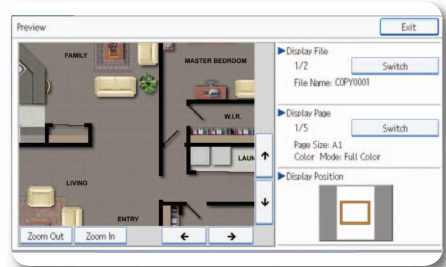 Preview
Exit
FAMILY
MASTER BEDROOM
W.I.R.
LAUN
LIVING
ENTRY
Zoom Out
Zoom In
←
→
↑
↓
▶Display File
1/2
Switch
File Name: COPY0001
▶Display Page
1/5
Switch
Page Size: A1
Color Mode: Full Color
▶Display Position